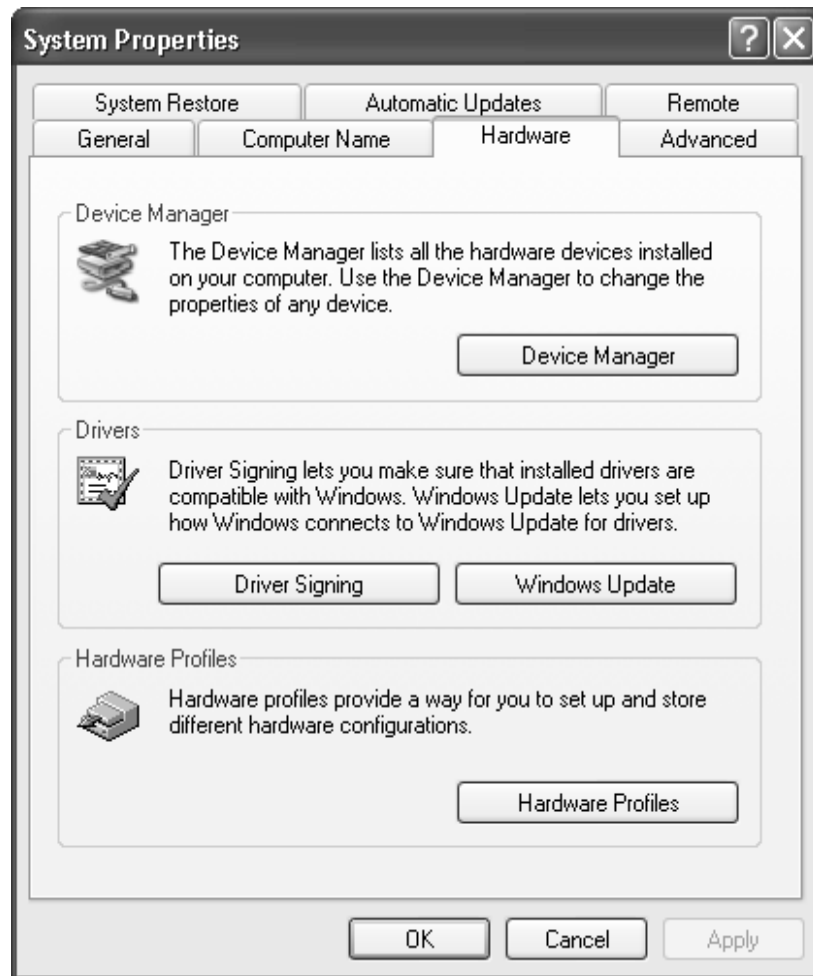 System Properties
System Restore Automatic Updates Remote
General Computer Name Hardware Advanced
Device Manager
The Device Manager lists all the hardware devices installed
on your computer. Use the Device Manager to change the
properties of any device.
Device Manager
Drivers
Driver Signing lets you make sure that installed drivers are
compatible with Windows. Windows Update lets you set up
how Windows connects to Windows Update for drivers.
Driver Signing Windows Update
Hardware Profiles
Hardware profiles provide a way for you to set up and store
different hardware configurations.
Hardware Profiles
OK Cancel Apply